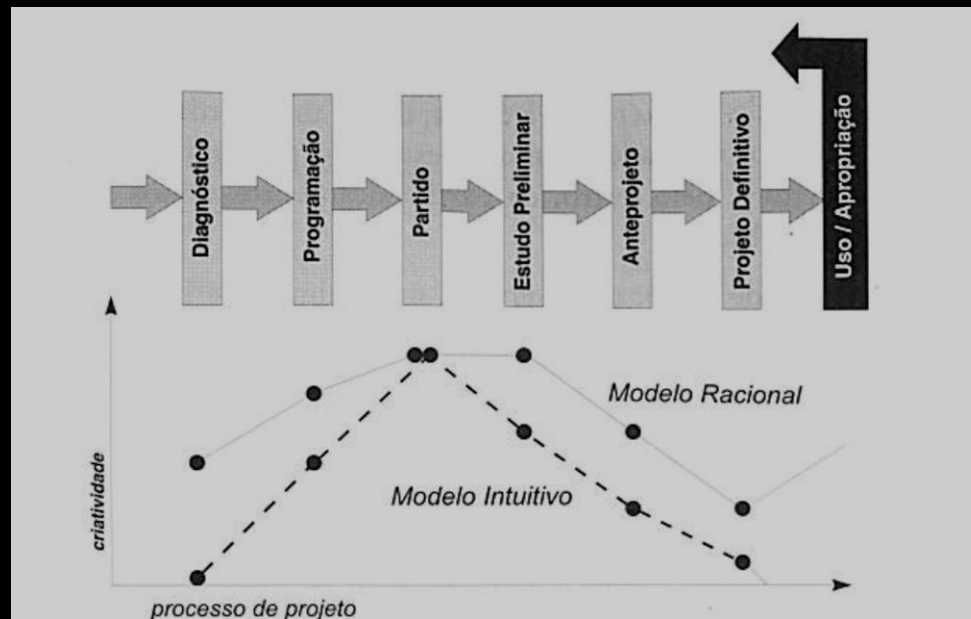 Diagnóstico
Programação
Partido
Estudo Preliminar
Anteprojeto
Projeto Definitivo
Uso / Apropriação
criatividade
Modelo Racional
Modelo Intuitivo
processo de projeto